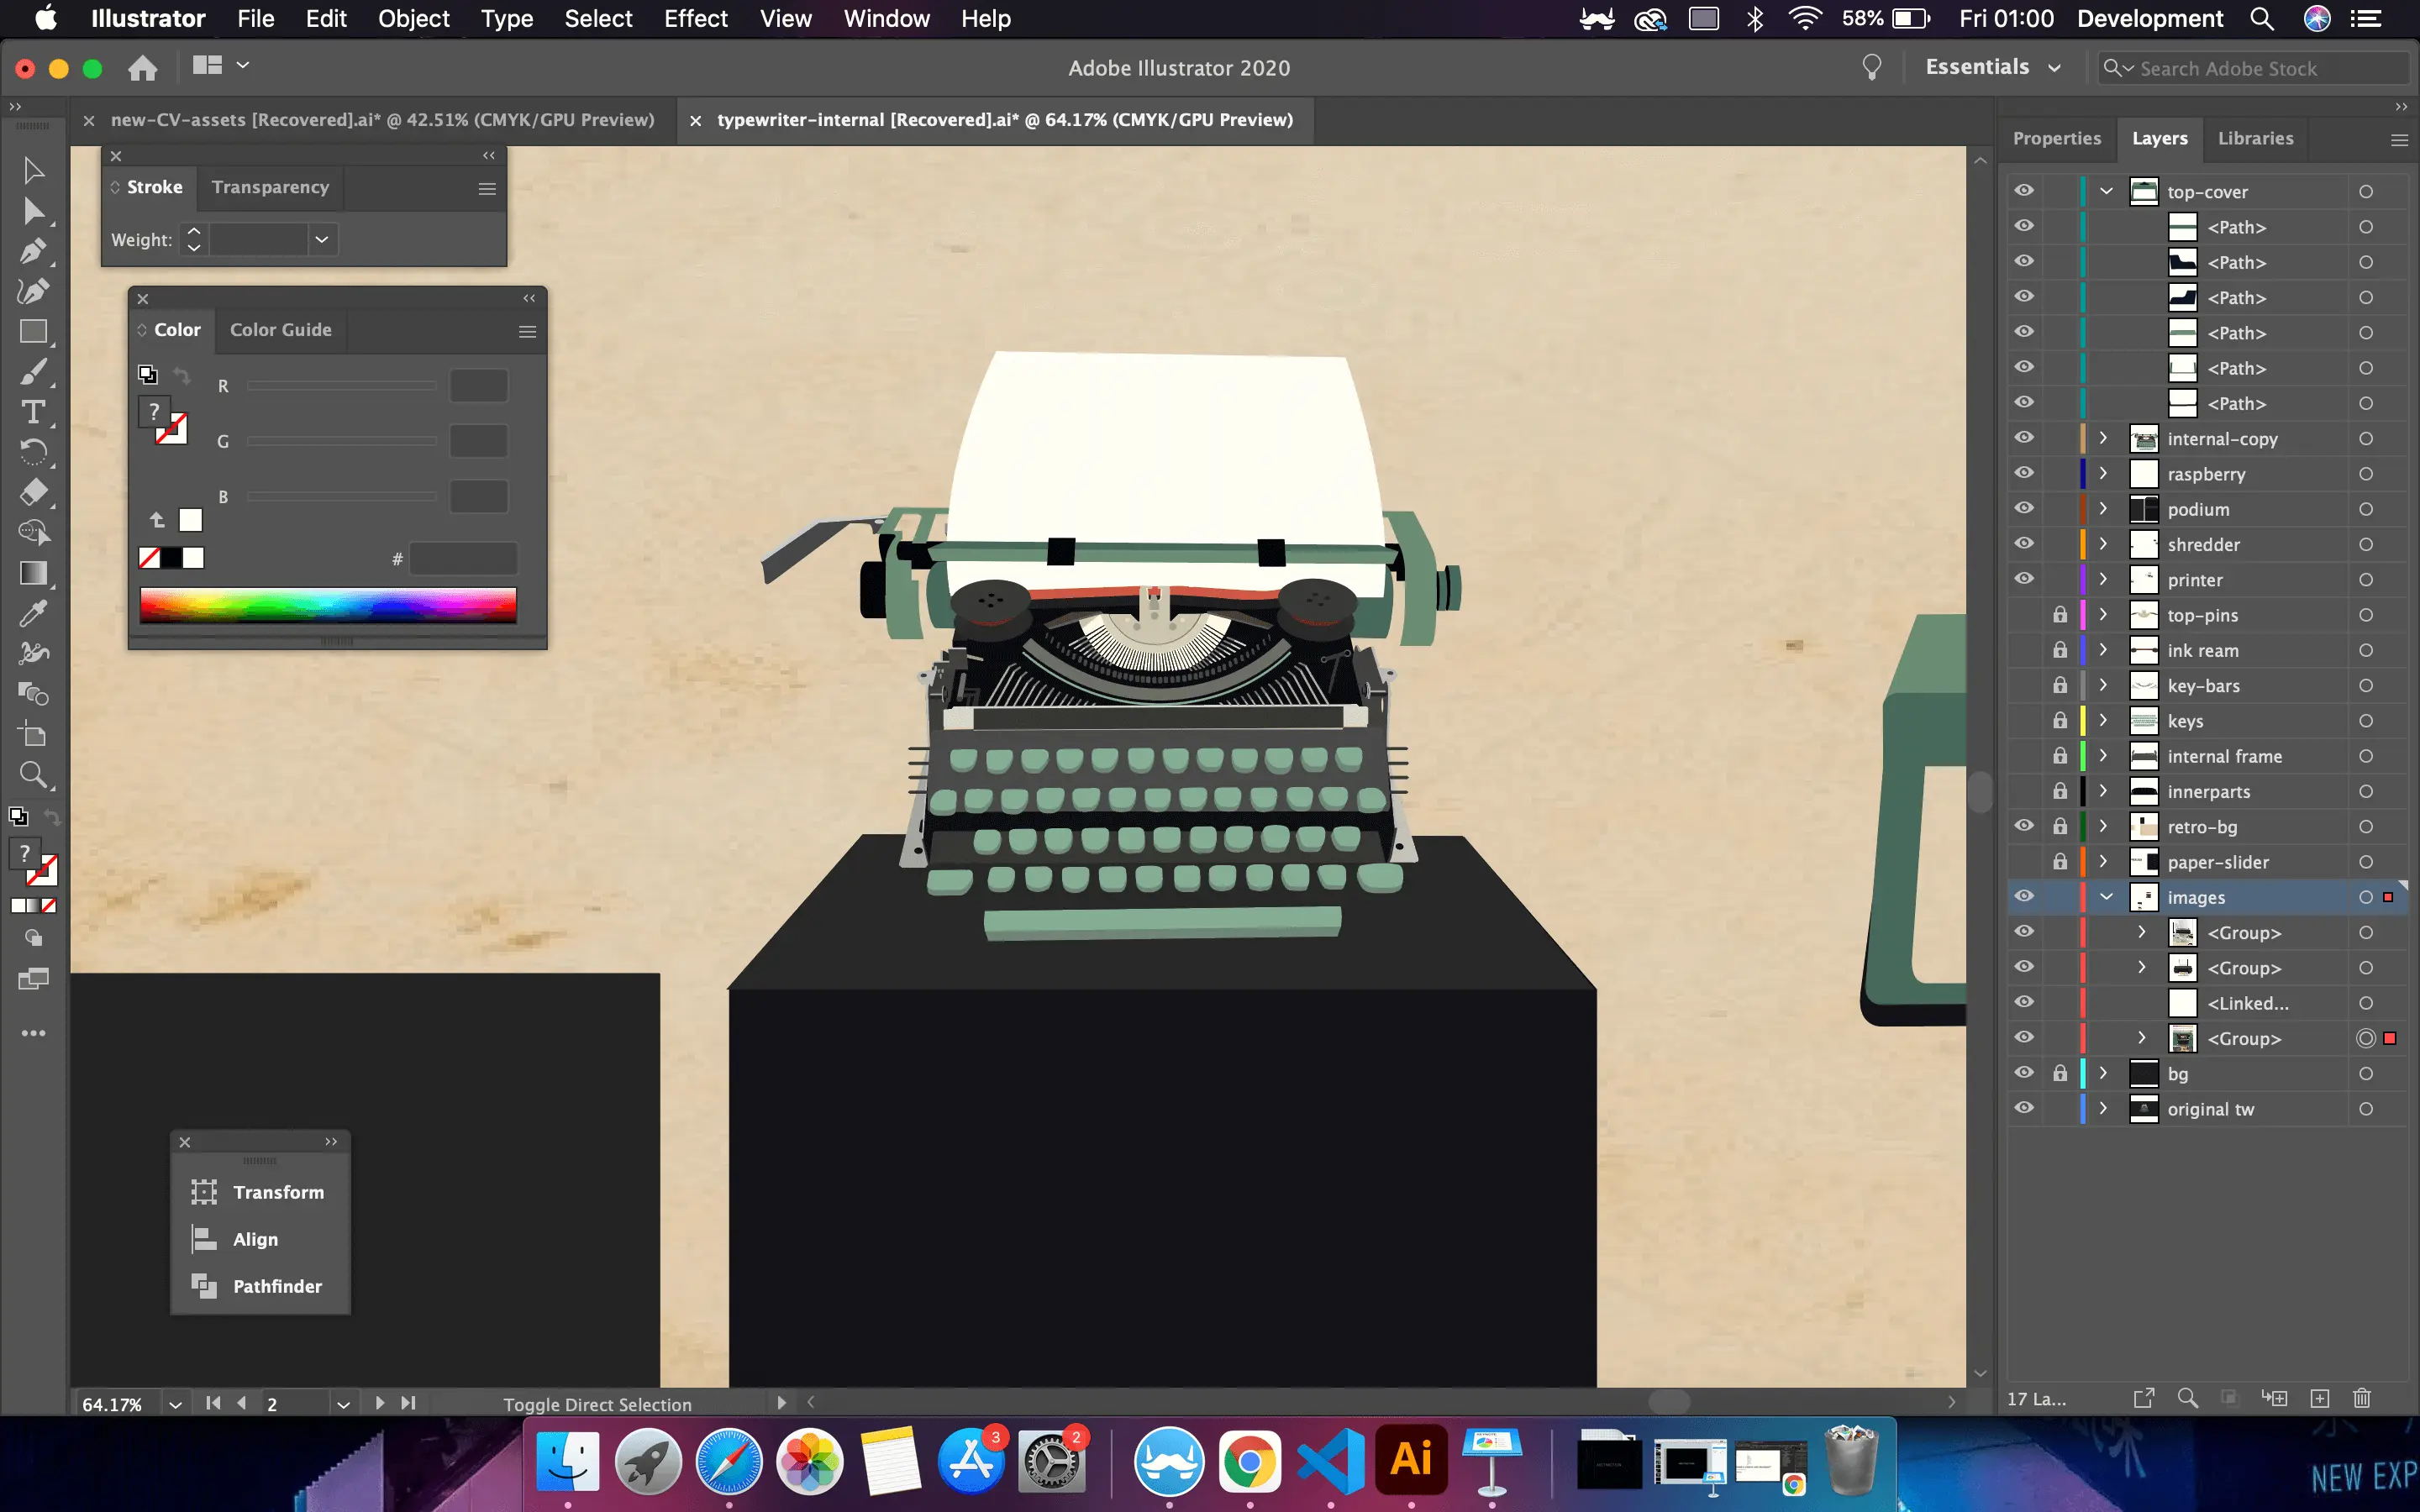 Illustrator File Edit Object Type Select Effect View Window Help 58% Fri 01:00 Development
Adobe Illustrator 2020 Essentials Search Adobe Stock
new-CV-assets [Recovered].ai* @ 42.51% (CMYK/GPU Preview) typewriter-internal [Recovered].ai* @ 64.17% (CMYK/GPU Preview)
Stroke Transparency
Weight:
Color Guide
Color
R
G
B
#
?
?
Transform
Align
Pathfinder
64.17% 2 Toggle Direct Selection
Properties Layers Libraries
top-cover
<Path>
<Path>
<Path>
<Path>
<Path>
<Path>
internal-copy
raspberry
podium
shredder
printer
top-pins
ink ream
key-bars
keys
internal frame
innerparts
retro-bg
paper-slider
images
<Group>
<Group>
<Linked...
<Group>
bg
original tw
17 La...
3 2
Ai
NEW EXP